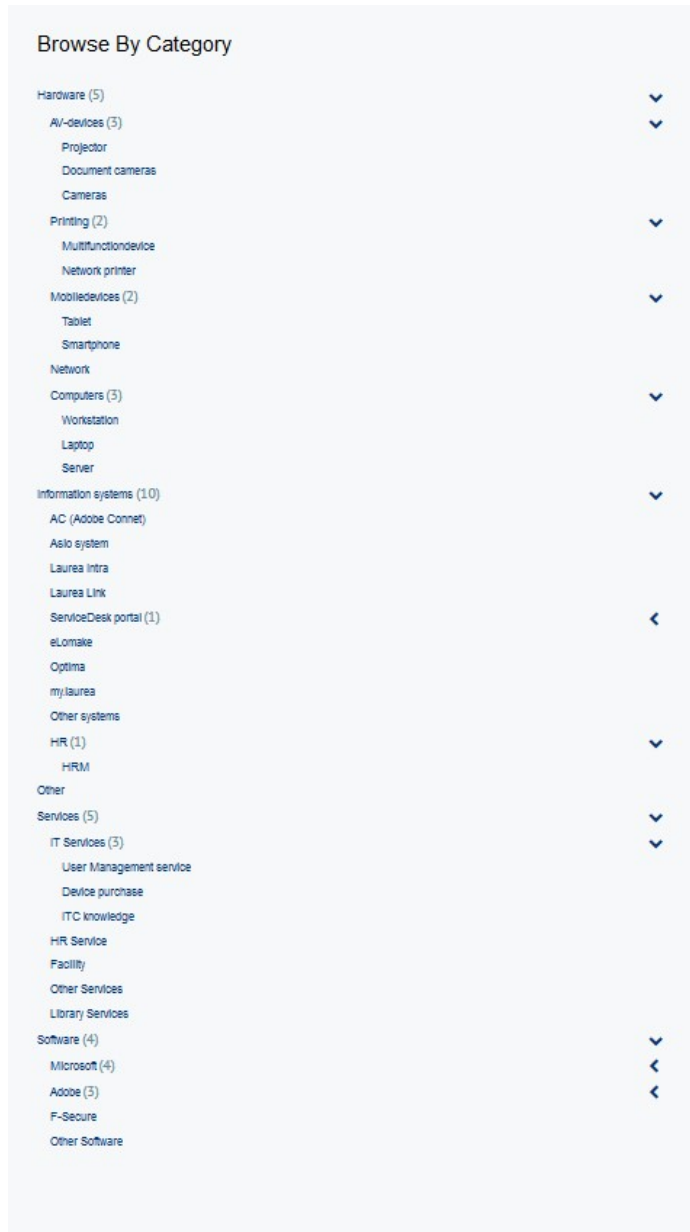 Browse By Category
Hardware (5)
AV-devices (3)
Projector
Document cameras
Cameras
Printing (2)
Multifunctiondevice
Network printer
Mobiledevices (2)
Tablet
Smartphone
Network
Computers (3)
Workstation
Laptop
Server
Information systems (10)
AC (Adobe Connet)
Asio system
Laurea Intra
Laurea Link
ServiceDesk portal (1)
eLomake
Optima
my.laurea
Other systems
HR (1)
HRM
Other
Services (5)
IT Services (3)
User Management service
Device purchase
ITC knowledge
HR Service
Facility
Other Services
Library Services
Software (4)
Microsoft (4)
Adobe (3)
F-Secure
Other Software